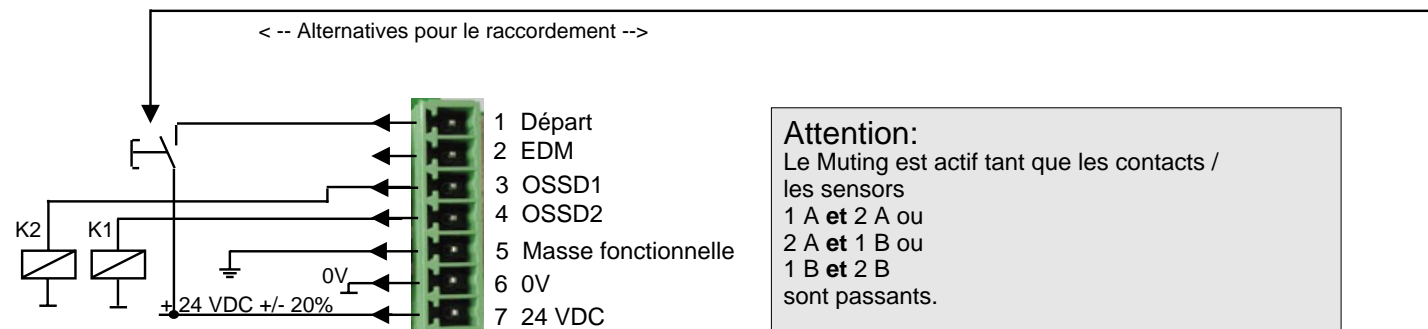 < -- Alternatives pour le raccordement -->
1 Départ
2 EDM
3 OSSD1
4 OSSD2
5 Masse fonctionnelle
6 0V
7 24 VDC
K2
K1
0V
+ 24 VDC +/- 20%
Attention:
Le Muting est actif tant que les contacts /
les sensors
1 A et 2 A ou
2 A et 1 B ou
1 B et 2 B
sont passants.